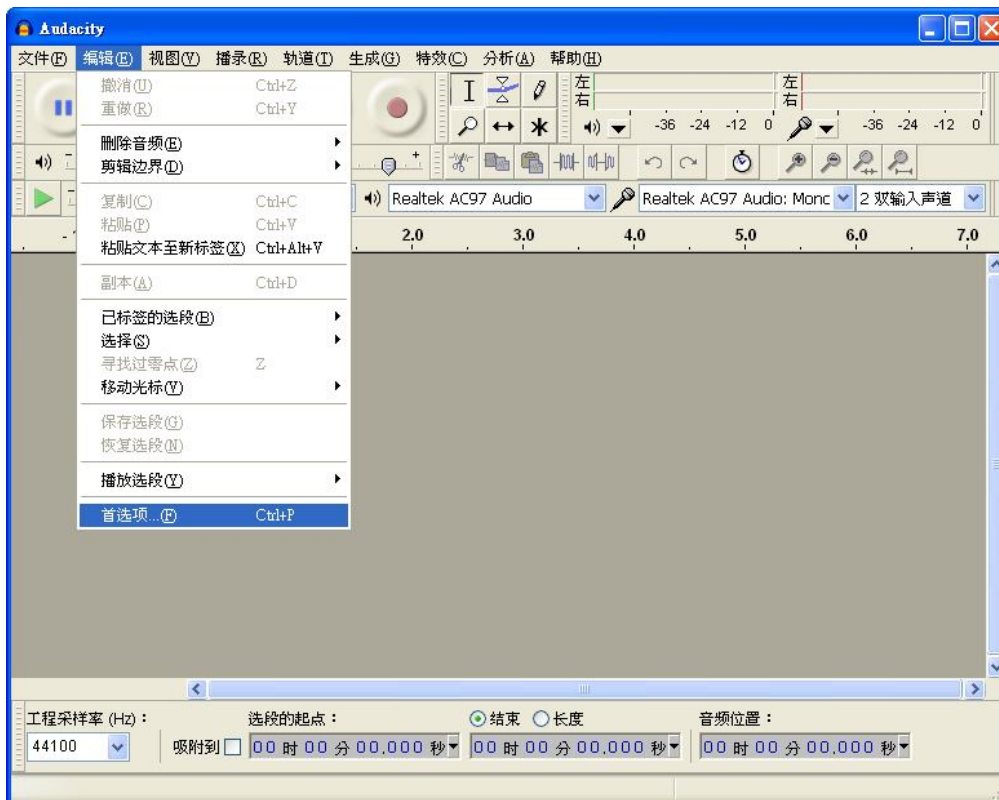 Audacity
文件(F) 编辑(E) 视图(V) 播录(R) 轨道(T) 生成(G) 特效(C) 分析(A) 帮助(H)
撤消(U) Ctrl+Z
重做(R) Ctrl+Y
删除音频(E)
剪辑边界(D)
复制(C) Ctrl+C
粘贴(P) Ctrl+V
粘贴文本至新标签(X) Ctrl+Alt+V
副本(A) Ctrl+D
已标签的选段(B)
选择(S)
寻找过零点(Z) Z
移动光标(Y)
保存选段(G)
恢复选段(N)
播放选段(Y)
首选项...(F) Ctrl+P
左
右
-36 -24 -12 0
左
右
-36 -24 -12 0
Realtek AC97 Audio
Realtek AC97 Audio: Monc
2 双输入声道
2.0 3.0 4.0 5.0 6.0 7.0
工程采样率 (Hz)： 选段的起点： 结束 长度 音频位置：
44100 吸附到 00 时 00 分 00.000 秒 00 时 00 分 00.000 秒 00 时 00 分 00.000 秒